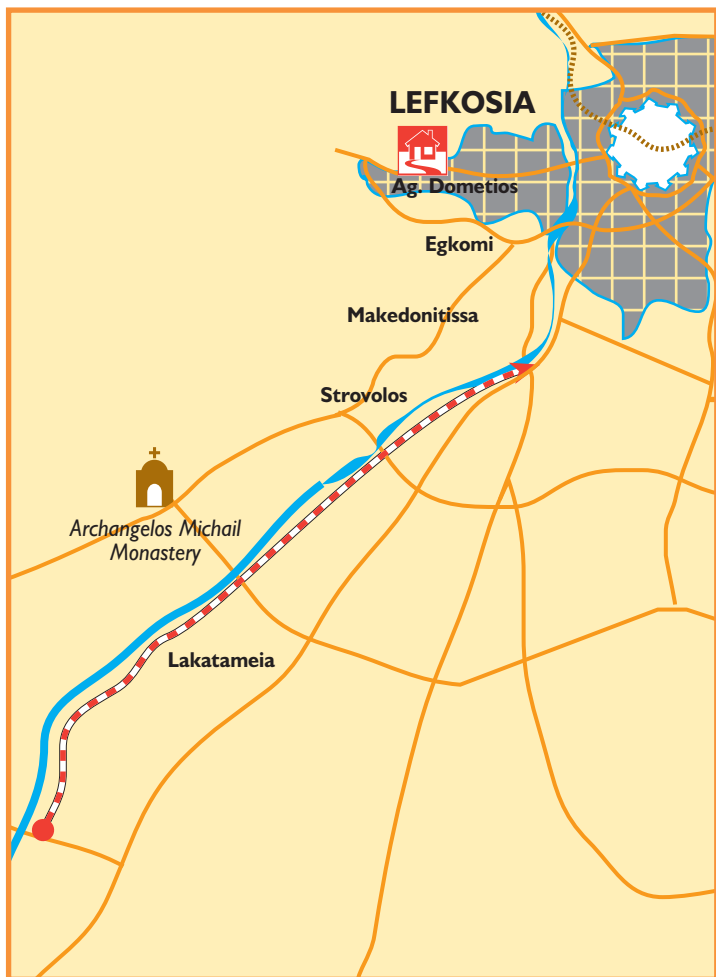 LEFKOSIA
Ag. Dometios
Egkomi
Makedonitissa
Strovolos
Archangelos Michail
Monastery
Lakatameia